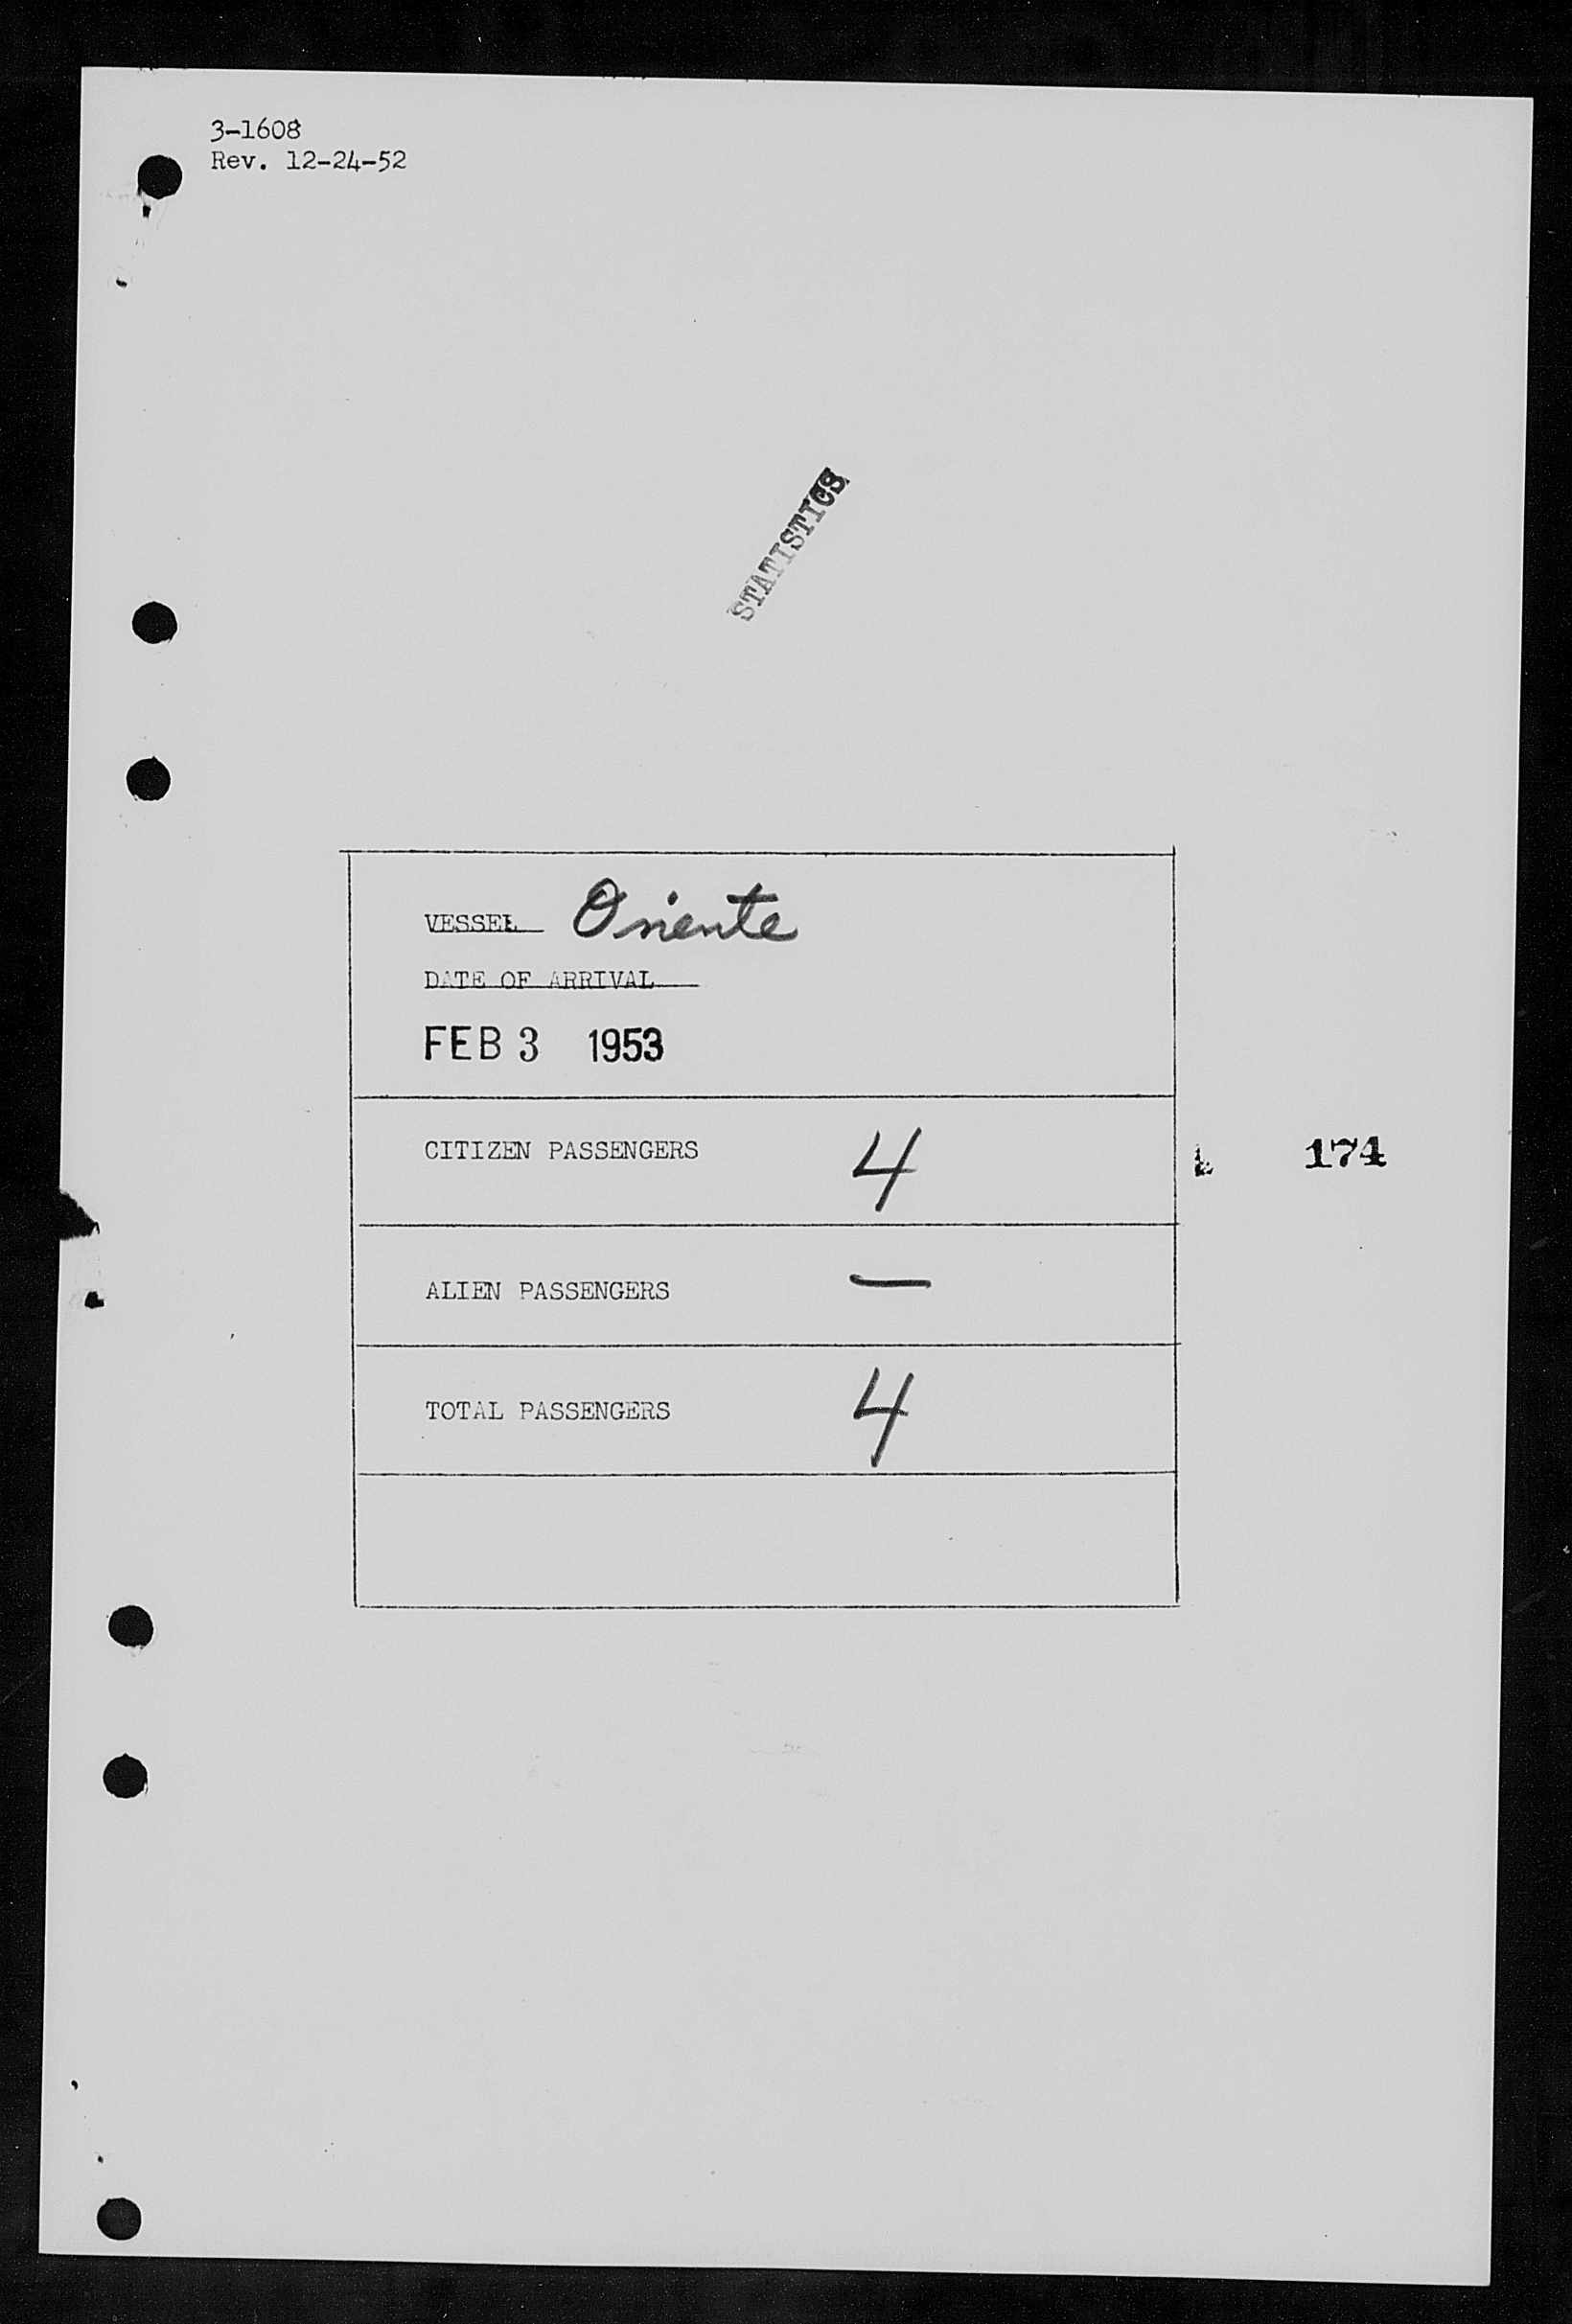 3-1608
Rev. 12-24-52
STATISTICS
VESSEL Oriente
DATE OF ARRIVAL
FEB 3 1953
CITIZEN PASSENGERS 4
174
ALIEN PASSENGERS —
TOTAL PASSENGERS 4